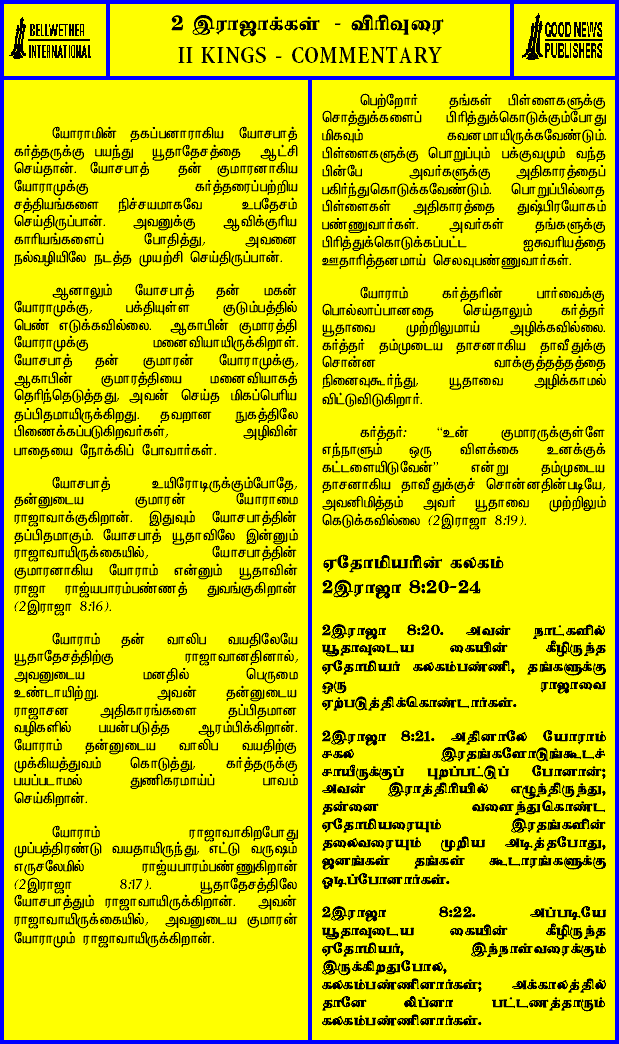 BELLWETHER
INTERNATIONAL
2 இராஜாக்கள் - விரிவுரை
II KINGS - COMMENTARY
GOOD NEWS
PUBLISHERS
யோராமின் தகப்பனாராகிய யோசபாத்
கர்த்தருக்கு பயந்து யூதாதேசத்தை ஆட்சி
செய்தான். யோசபாத் தன் குமாரனாகிய
யோராமுக்கு கர்த்தரைப்பற்றிய
சத்தியங்களை நிச்சயமாகவே உபதேசம்
செய்திருப்பான். அவனுக்கு ஆவிக்குரிய
காரியங்களைப் போதித்து, அவனை
நல்வழியிலே நடத்த முயற்சி செய்திருப்பான்.
ஆனாலும் யோசபாத் தன் மகன்
யோராமுக்கு, பக்தியுள்ள குடும்பத்தில்
பெண் எடுக்கவில்லை. ஆகாபின் குமாரத்தி
யோராமுக்கு மனைவியாயிருக்கிறாள்.
யோசபாத் தன் குமாரன் யோராமுக்கு,
ஆகாபின் குமாரத்தியை மனைவியாகத்
தெரிந்தெடுத்தது, அவன் செய்த மிகப்பெரிய
தப்பிதமாயிருக்கிறது. தவறான நுகத்திலே
பிணைக்கப்படுகிறவர்கள், அழிவின்
பாதையை நோக்கிப் போவார்கள்.
யோசபாத் உயிரோடிருக்கும்போதே,
தன்னுடைய குமாரன் யோராமை
ராஜாவாக்குகிறான். இதுவும் யோசபாத்தின்
தப்பிதமாகும். யோசபாத் யூதாவிலே இன்னும்
ராஜாவாயிருக்கையில், யோசபாத்தின்
குமாரனாகிய யோராம் என்னும் யூதாவின்
ராஜா ராஜ்யபாரம்பண்ணத் துவங்குகிறான்
(2இராஜா 8:16).
யோராம் தன் வாலிப வயதிலேயே
யூதாதேசத்திற்கு ராஜாவானதினால்,
அவனுடைய மனதில் பெருமை
உண்டாயிற்று. அவன் தன்னுடைய
ராஜாசன அதிகாரங்களை தப்பிதமான
வழிகளில் பயன்படுத்த ஆரம்பிக்கிறான்.
யோராம் தன்னுடைய வாலிப வயதிற்கு
முக்கியத்துவம் கொடுத்து, கர்த்தருக்கு
பயப்படாமல் துணிகரமாய்ப் பாவம்
செய்கிறான்.
யோராம் ராஜாவாகிறபோது
முப்பத்திரண்டு வயதாயிருந்து, எட்டு வருஷம்
எருசலேமில் ராஜ்யபாரம்பண்ணுகிறான்
(2இராஜா 8:17). யூதாதேசத்திலே
யோசபாத்தும் ராஜாவாயிருக்கிறான். அவன்
ராஜாவாயிருக்கையில், அவனுடைய குமாரன்
யோராமும் ராஜாவாயிருக்கிறான்.
பெற்றோர் தங்கள் பிள்ளைகளுக்கு
சொத்துக்களைப் பிரித்துக்கொடுக்கும்போது
மிகவும் கவனமாயிருக்கவேண்டும்.
பிள்ளைகளுக்கு பொறுப்பும் பக்குவமும் வந்த
பின்பே அவர்களுக்கு அதிகாரத்தைப்
பகிர்ந்துகொடுக்கவேண்டும். பொறுப்பில்லாத
பிள்ளைகள் அதிகாரத்தை துஷ்பிரயோகம்
பண்ணுவார்கள். அவர்கள் தங்களுக்கு
பிரித்துக்கொடுக்கப்பட்ட ஐசுவரியத்தை
ஊதாரித்தனமாய் செலவுபண்ணுவார்கள்.
யோராம் கர்த்தரின் பார்வைக்கு
பொல்லாப்பானதை செய்தாலும் கர்த்தர்
யூதாவை முற்றிலுமாய் அழிக்கவில்லை.
கர்த்தர் தம்முடைய தாசனாகிய தாவீதுக்கு
சொன்ன வாக்குத்தத்தத்தை
நினைவுகூர்ந்து, யூதாவை அழிக்காமல்
விட்டுவிடுகிறார்.
கர்த்தர்: “உன் குமாரருக்குள்ளே
எந்நாளும் ஒரு விளக்கை உனக்குக்
கட்டளையிடுவேன்” என்று தம்முடைய
தாசனாகிய தாவீதுக்குச் சொன்னதின்படியே,
அவனிமித்தம் அவர் யூதாவை முற்றிலும்
கெடுக்கவில்லை (2இராஜா 8:19).
ஏதோமியரின் கலகம்
2இராஜா 8:20-24
2இராஜா 8:20. அவன் நாட்களில்
யூதாவுடைய கையின் கீழிருந்த
ஏதோமியர் கலகம்பண்ணி, தங்களுக்கு
ஒரு ராஜாவை
ஏற்படுத்திக்கொண்டார்கள்.
2இராஜா 8:21. அதினாலே யோராம்
சகல இரதங்களோடுங்கூடச்
சாயீருக்குப் புறப்பட்டுப் போனான்;
அவன் இராத்திரியில் எழுந்திருந்து,
தன்னை வளைந்துகொண்ட
ஏதோமியரையும் இரதங்களின்
தலைவரையும் முறிய அடித்தபோது,
ஜனங்கள் தங்கள் கூடாரங்களுக்கு
ஓடிப்போனார்கள்.
2இராஜா 8:22. அப்படியே
யூதாவுடைய கையின் கீழிருந்த
ஏதோமியர், இந்நாள்வரைக்கும்
இருக்கிறதுபோல,
கலகம்பண்ணினார்கள்; அக்காலத்தில்
தானே லிப்னா பட்டணத்தாரும்
கலகம்பண்ணினார்கள்.